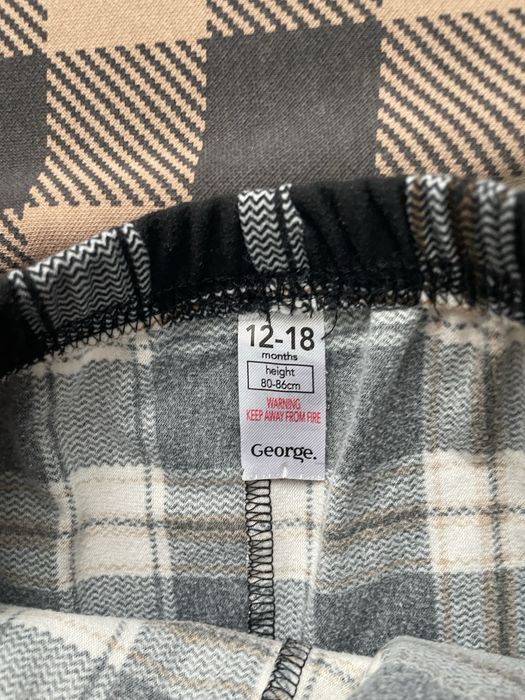 12-18
months
height
80-86cm
WARNING
KEEP AWAY FROM FIRE
George.